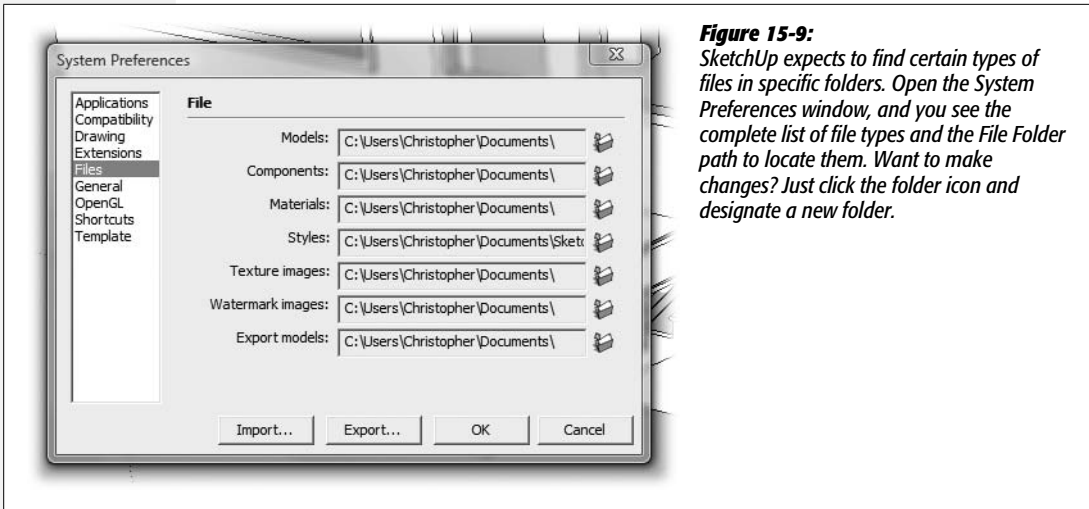 System Preferences
Applications
Compatibility
Drawing
Extensions
Files
General
OpenGL
Shortcuts
Template
File
Models: C:\Users\Christopher\Documents\
Components: C:\Users\Christopher\Documents\
Materials: C:\Users\Christopher\Documents\
Styles: C:\Users\Christopher\Documents\Sketc
Texture images: C:\Users\Christopher\Documents\
Watermark images: C:\Users\Christopher\Documents\
Export models: C:\Users\Christopher\Documents\
Import... Export... OK Cancel
Figure 15-9:
SketchUp expects to find certain types of
files in specific folders. Open the System
Preferences window, and you see the
complete list of file types and the File Folder
path to locate them. Want to make
changes? Just click the folder icon and
designate a new folder.